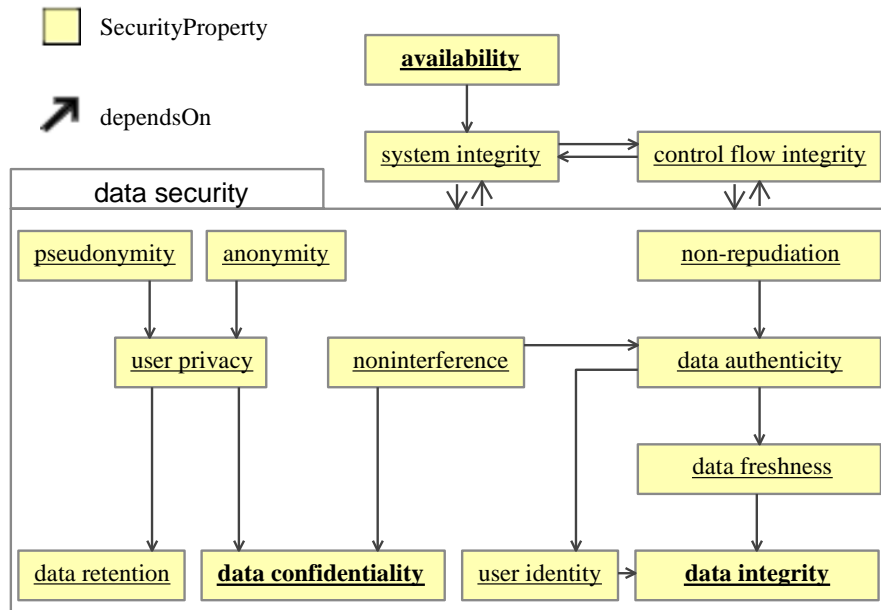 SecurityProperty
availability
dependsOn
system integrity
control flow integrity
data security
pseudonymity
anonymity
non-repudiation
user privacy
noninterference
data authenticity
data freshness
data retention
data confidentiality
user identity
data integrity